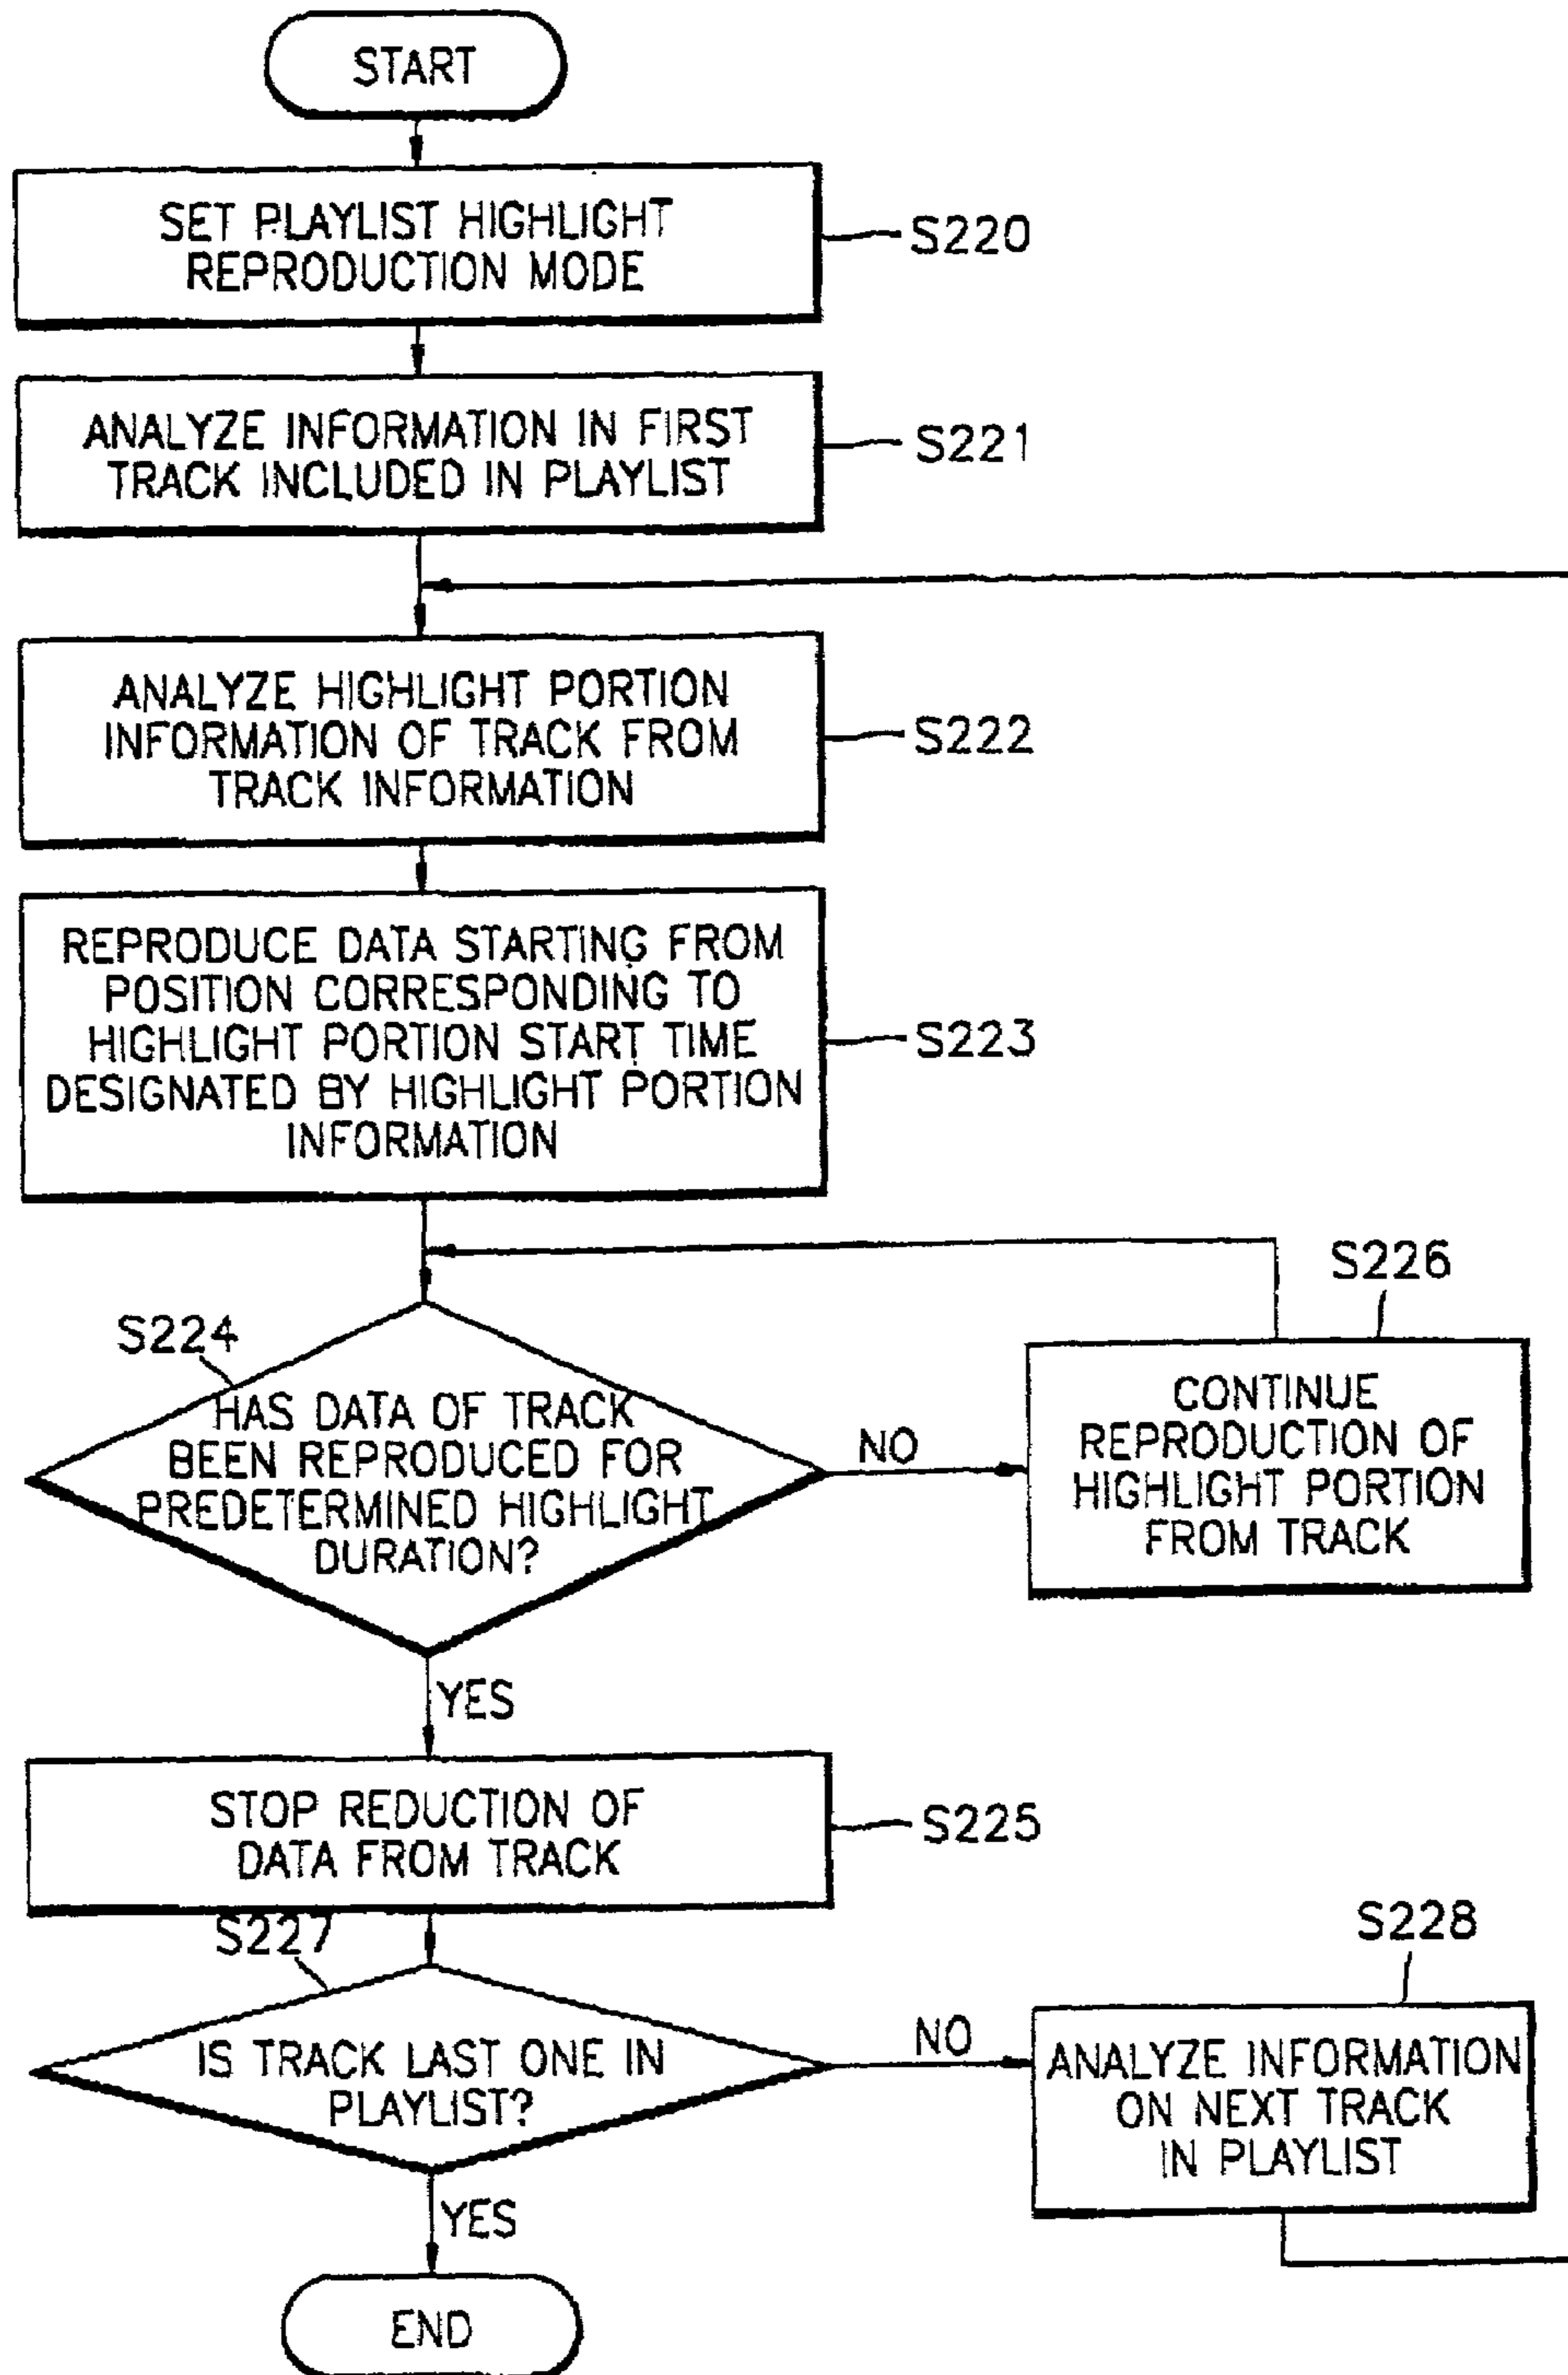 START
SET PLAYLIST HIGHLIGHT
REPRODUCTION MODE
S220
ANALYZE INFORMATION IN FIRST
TRACK INCLUDED IN PLAYLIST
S221
ANALYZE HIGHLIGHT PORTION
INFORMATION OF TRACK FROM
TRACK INFORMATION
S222
REPRODUCE DATA STARTING FROM
POSITION CORRESPONDING TO
HIGHLIGHT PORTION START TIME
DESIGNATED BY HIGHLIGHT PORTION
INFORMATION
S223
S224
HAS DATA OF TRACK
BEEN REPRODUCED FOR
PREDETERMINED HIGHLIGHT
DURATION?
NO
S226
CONTINUE
REPRODUCTION OF
HIGHLIGHT PORTION
FROM TRACK
YES
STOP REDUCTION OF
DATA FROM TRACK
S225
S227
IS TRACK LAST ONE IN
PLAYLIST?
NO
S228
ANALYZE INFORMATION
ON NEXT TRACK
IN PLAYLIST
YES
END